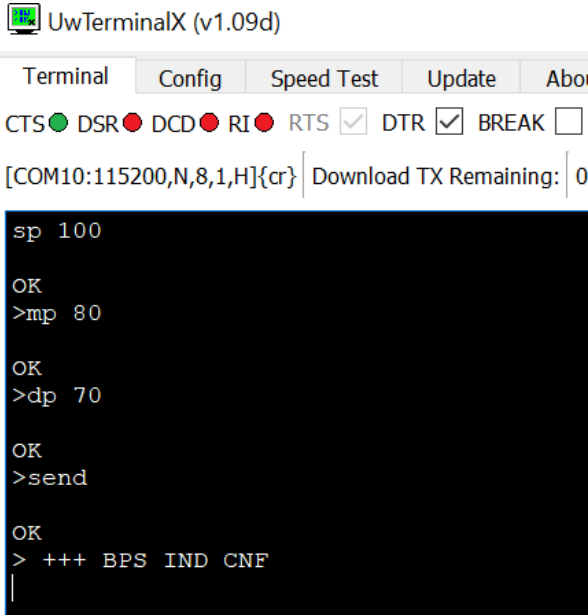 UwTerminalX (v1.09d)
Terminal Config Speed Test Update Abou
CTS DSR DCD RI RTS DTR BREAK
[COM10:115200,N,8,1,H]{cr} Download TX Remaining: 0
sp 100
OK
>mp 80
OK
>dp 70
OK
>send
OK
> +++ BPS IND CNF